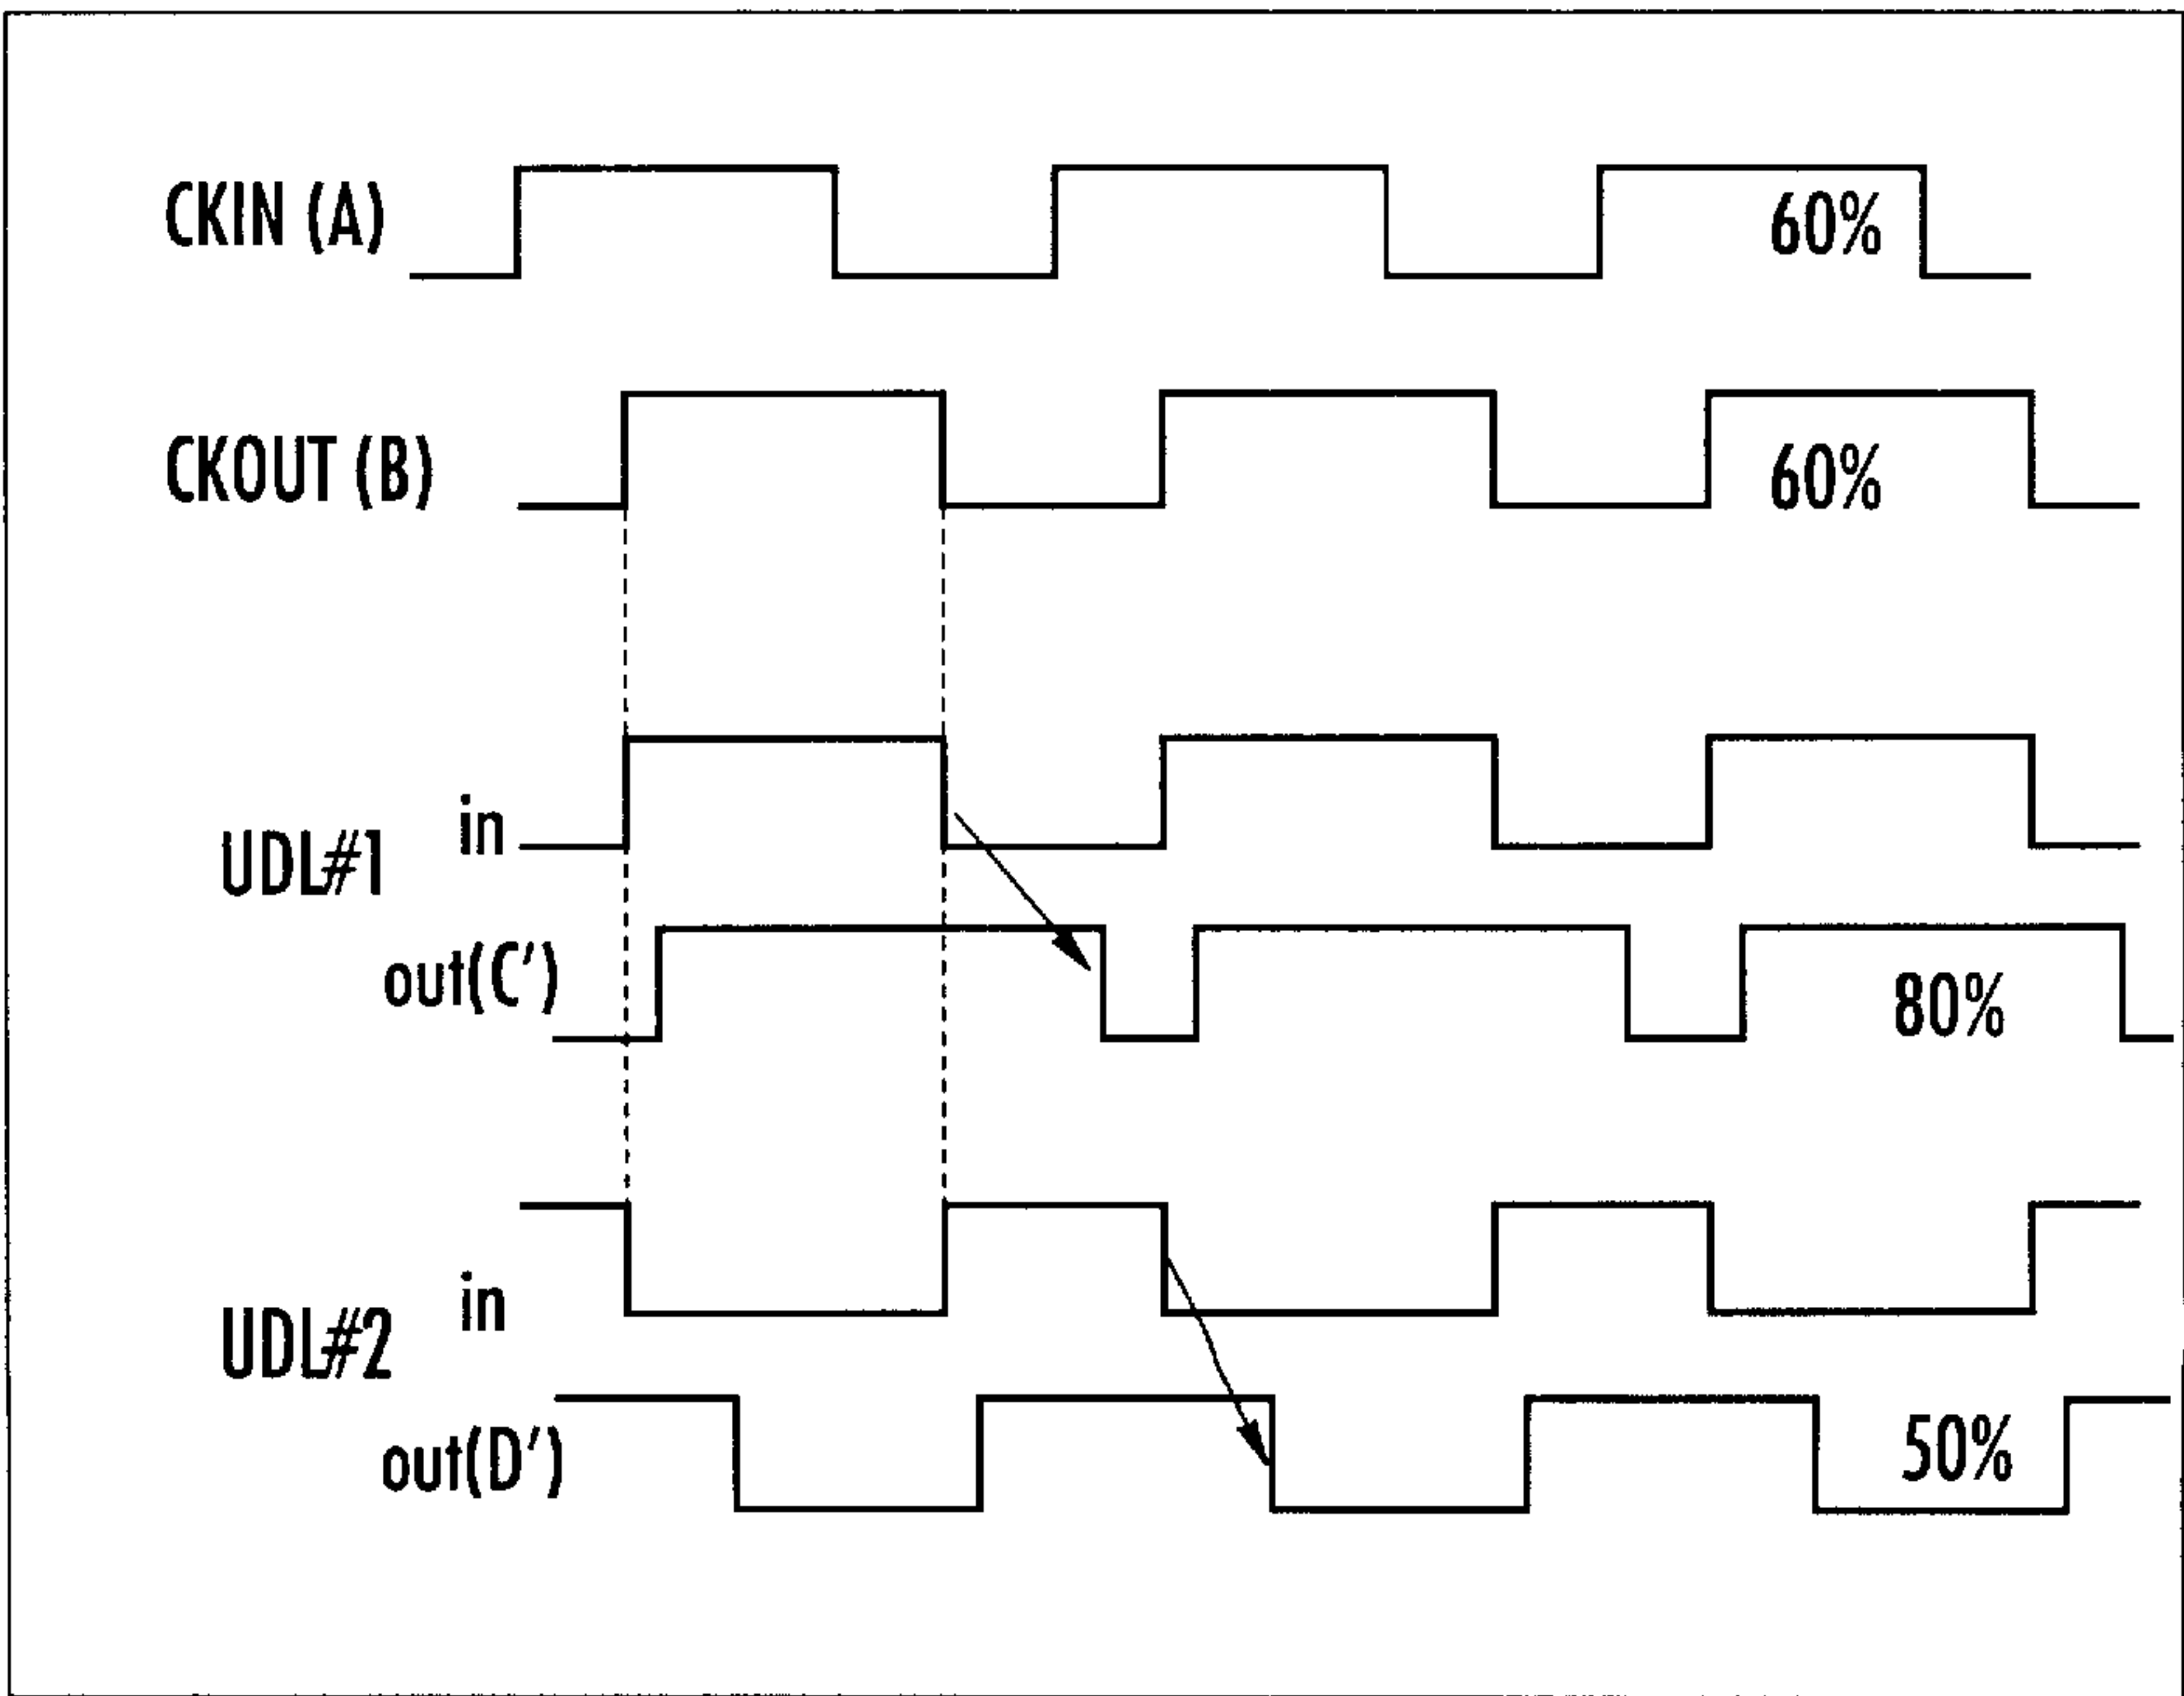 CKIN (A)
60%
CKOUT (B)
60%
in
UDL#1
out(C')
80%
in
UDL#2
out(D')
50%